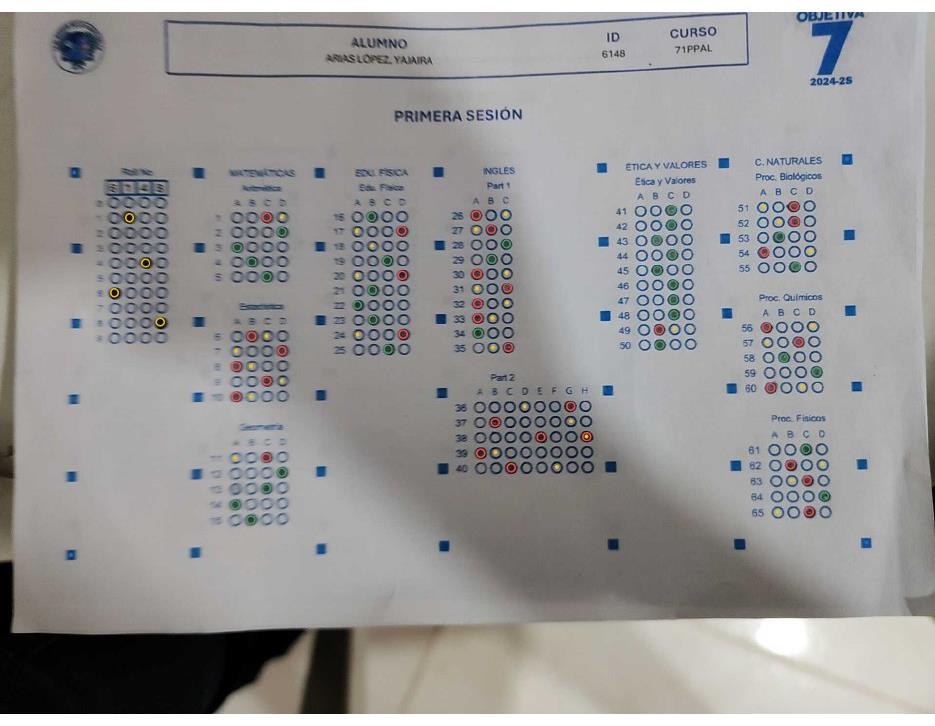 OBJETIVA
7
2024-2S
ALUMNO
ARIAS LÓPEZ, YAJAIRA
ID
6148
CURSO
71PPAL
PRIMERA SESIÓN
Roll No
6 1 4 8
0
1
2
3
4
5
6
7
8
9
MATEMÁTICAS
Aritmética
A B C D
1
2
3
4
5
Estadística
A B C D
6
7
8
9
10
Geometría
A B C D
11
12
13
14
15
EDU. FÍSICA
Edu. Física
A B C D
16
17
18
19
20
21
22
23
24
25
INGLÉS
Part 1
A B C
26
27
28
29
30
31
32
33
34
35
Part 2
A B C D E F G H
36
37
38
39
40
ÉTICA Y VALORES
Ética y Valores
A B C D
41
42
43
44
45
46
47
48
49
50
C. NATURALES
Proc. Biológicos
A B C D
51
52
53
54
55
Proc. Químicos
A B C D
56
57
58
59
60
Proc. Físicos
A B C D
61
62
63
64
65